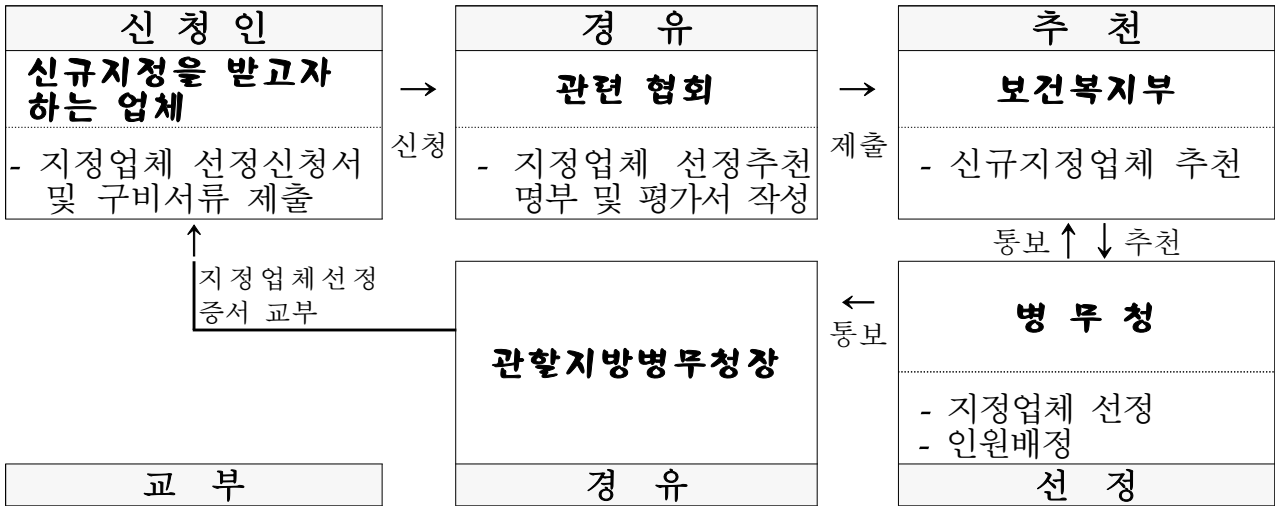 신 청 인
신규지정을 받고자
하는 업체
- 지정업체 선정신청서
및 구비서류 제출
→
신청
경 유
관련 협회
- 지정업체 선정추천
명부 및 평가서 작성
→
제출
추 천
보건복지부
- 신규지정업체 추천
통보 ↑ ↓ 추천
병 무 청
- 지정업체 선정
- 인원배정
선 정
←
통보
관할지방병무청장
경 유
↑
지정업체선정
증서 교부
교 부